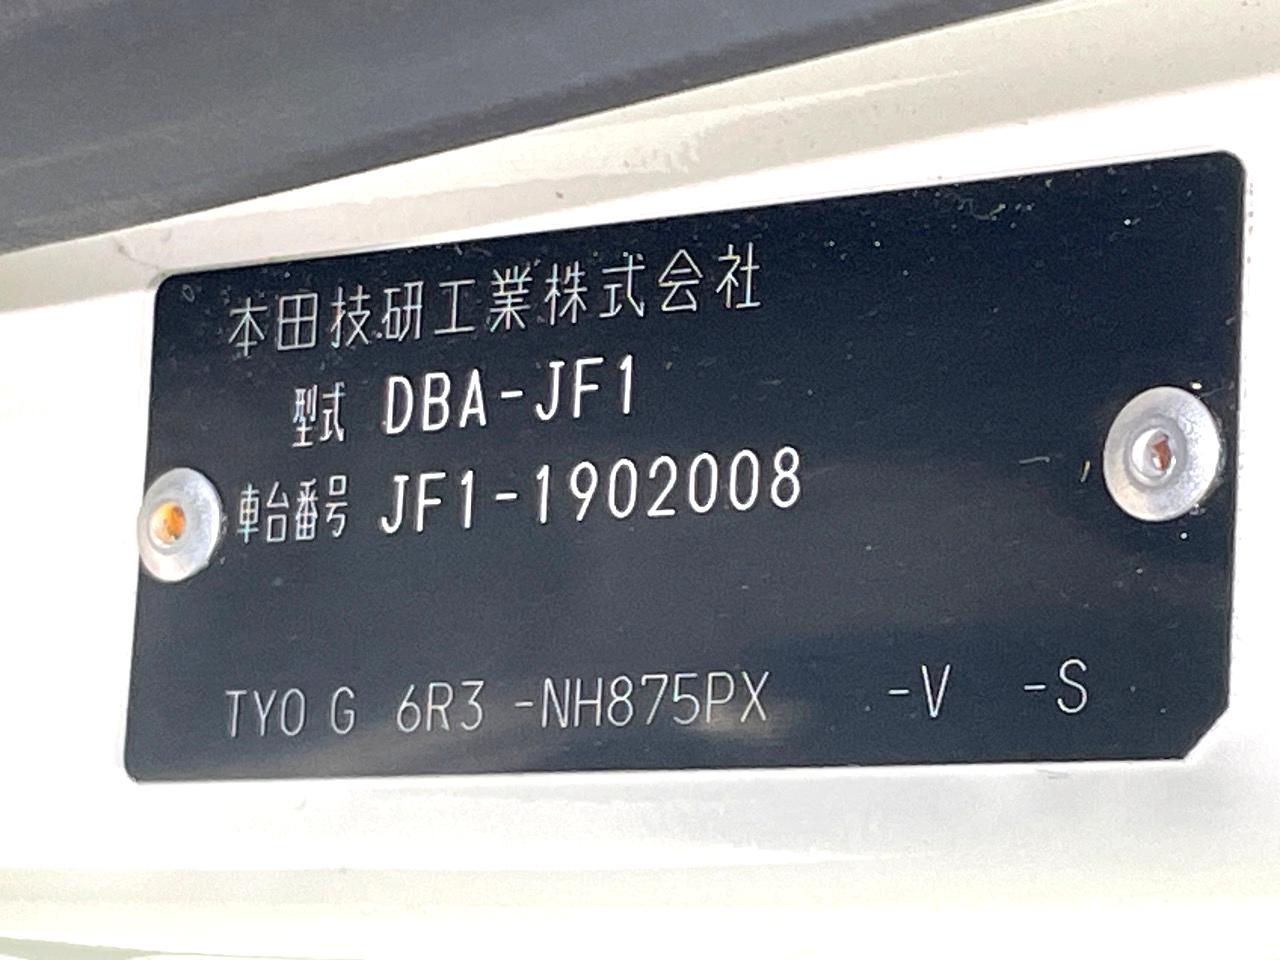 本田技研工業株式会社
型式 DBA-JF1
車台番号 JF1-1902008
TYO G 6R3 -NH875PX -V -S